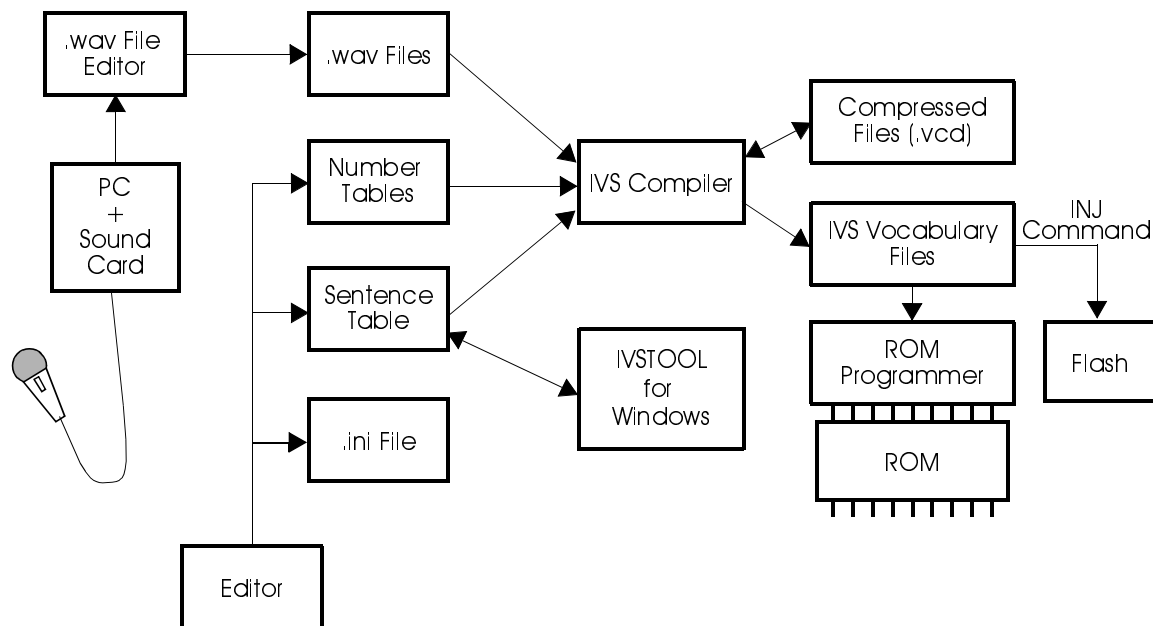 .wav File
Editor
.wav Files
PC
+
Sound
Card
Number
Tables
Sentence
Table
.ini File
Editor
IVS Compiler
IVSTOOL
for
Windows
Compressed
Files (.vcd)
IVS Vocabulary
Files
INJ
Command
ROM
Programmer
ROM
Flash